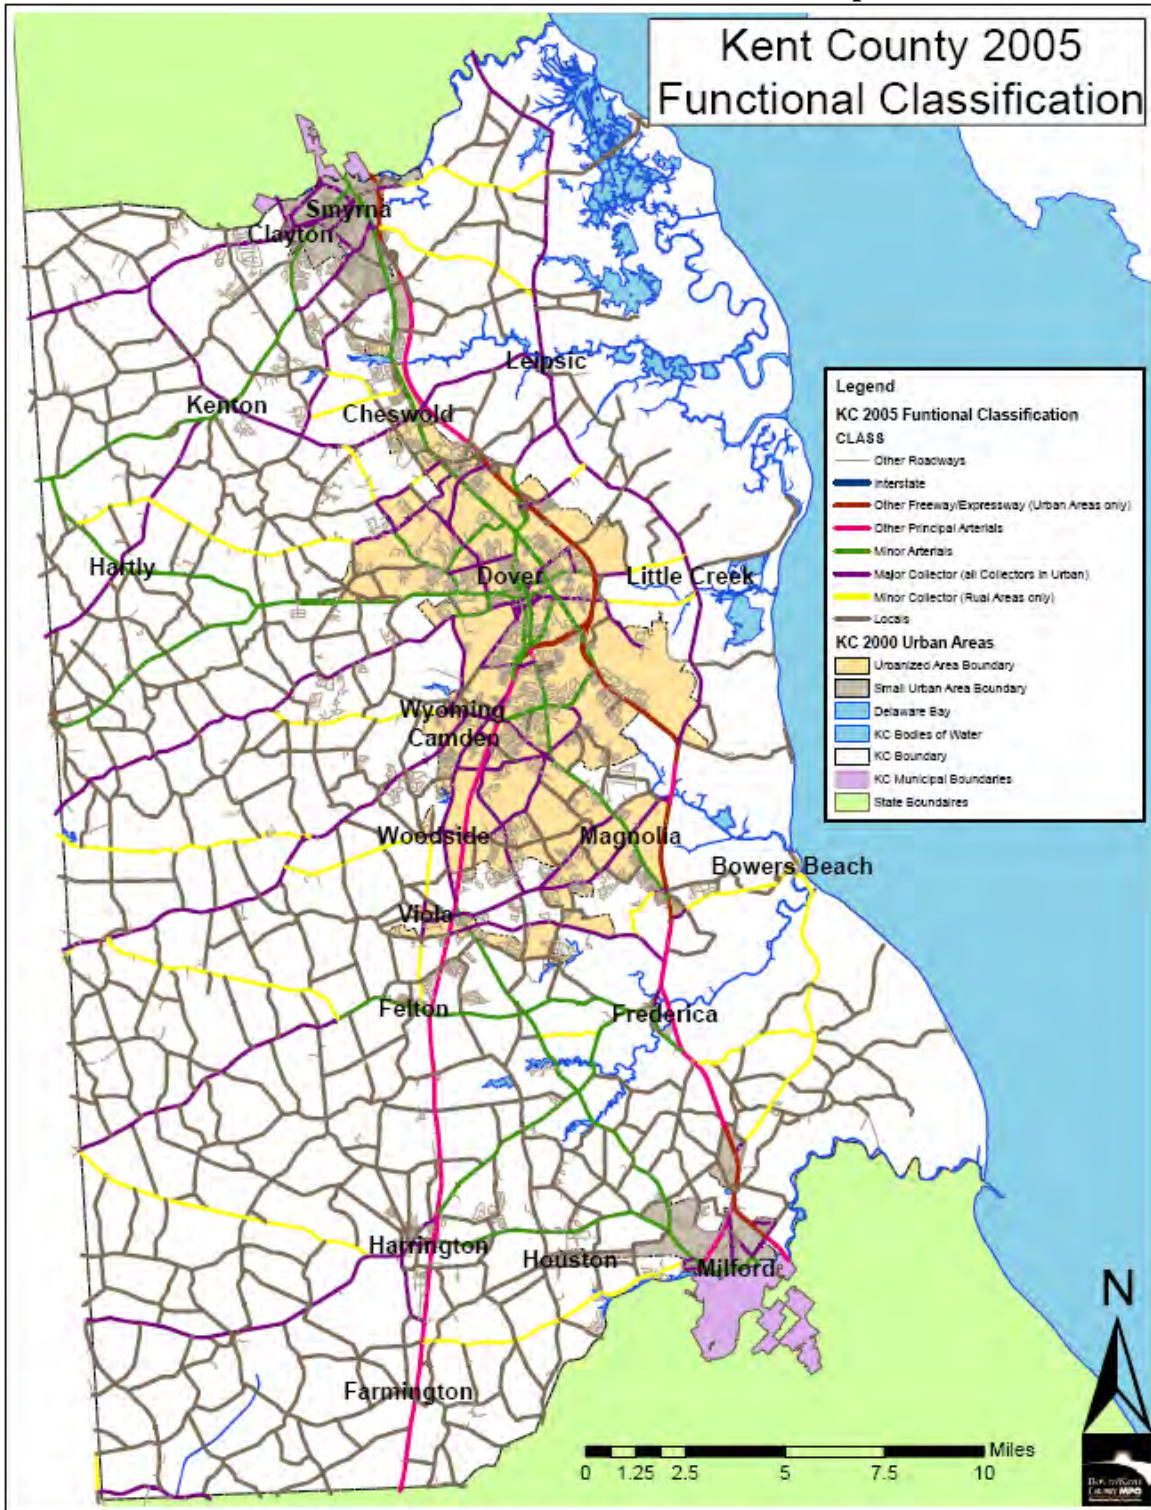 Kent County 2005
Functional Classification
Smyrna
Clayton
Leipsic
Kenton
Cheswold
Hartly
Dover
Little Creek
Wyoming
Camden
Woodside
Magnolia
Bowers Beach
Viola
Felton
Frederica
Harrington
Houston
Milford
Farmington
Legend
KC 2005 Funtional Classification
CLASS
Other Roadways
Interstate
Other Freeway/Expressway (Urban Areas only)
Other Principal Arterials
Minor Arterials
Major Collector (all Collectors in Urban)
Minor Collector (Rual Areas only)
Locals
KC 2000 Urban Areas
Urbanized Area Boundary
Small Urban Area Boundary
Delaware Bay
KC Bodies of Water
KC Boundary
KC Municipal Boundaries
State Boundaires
N
Miles
0 1.25 2.5 5 7.5 10